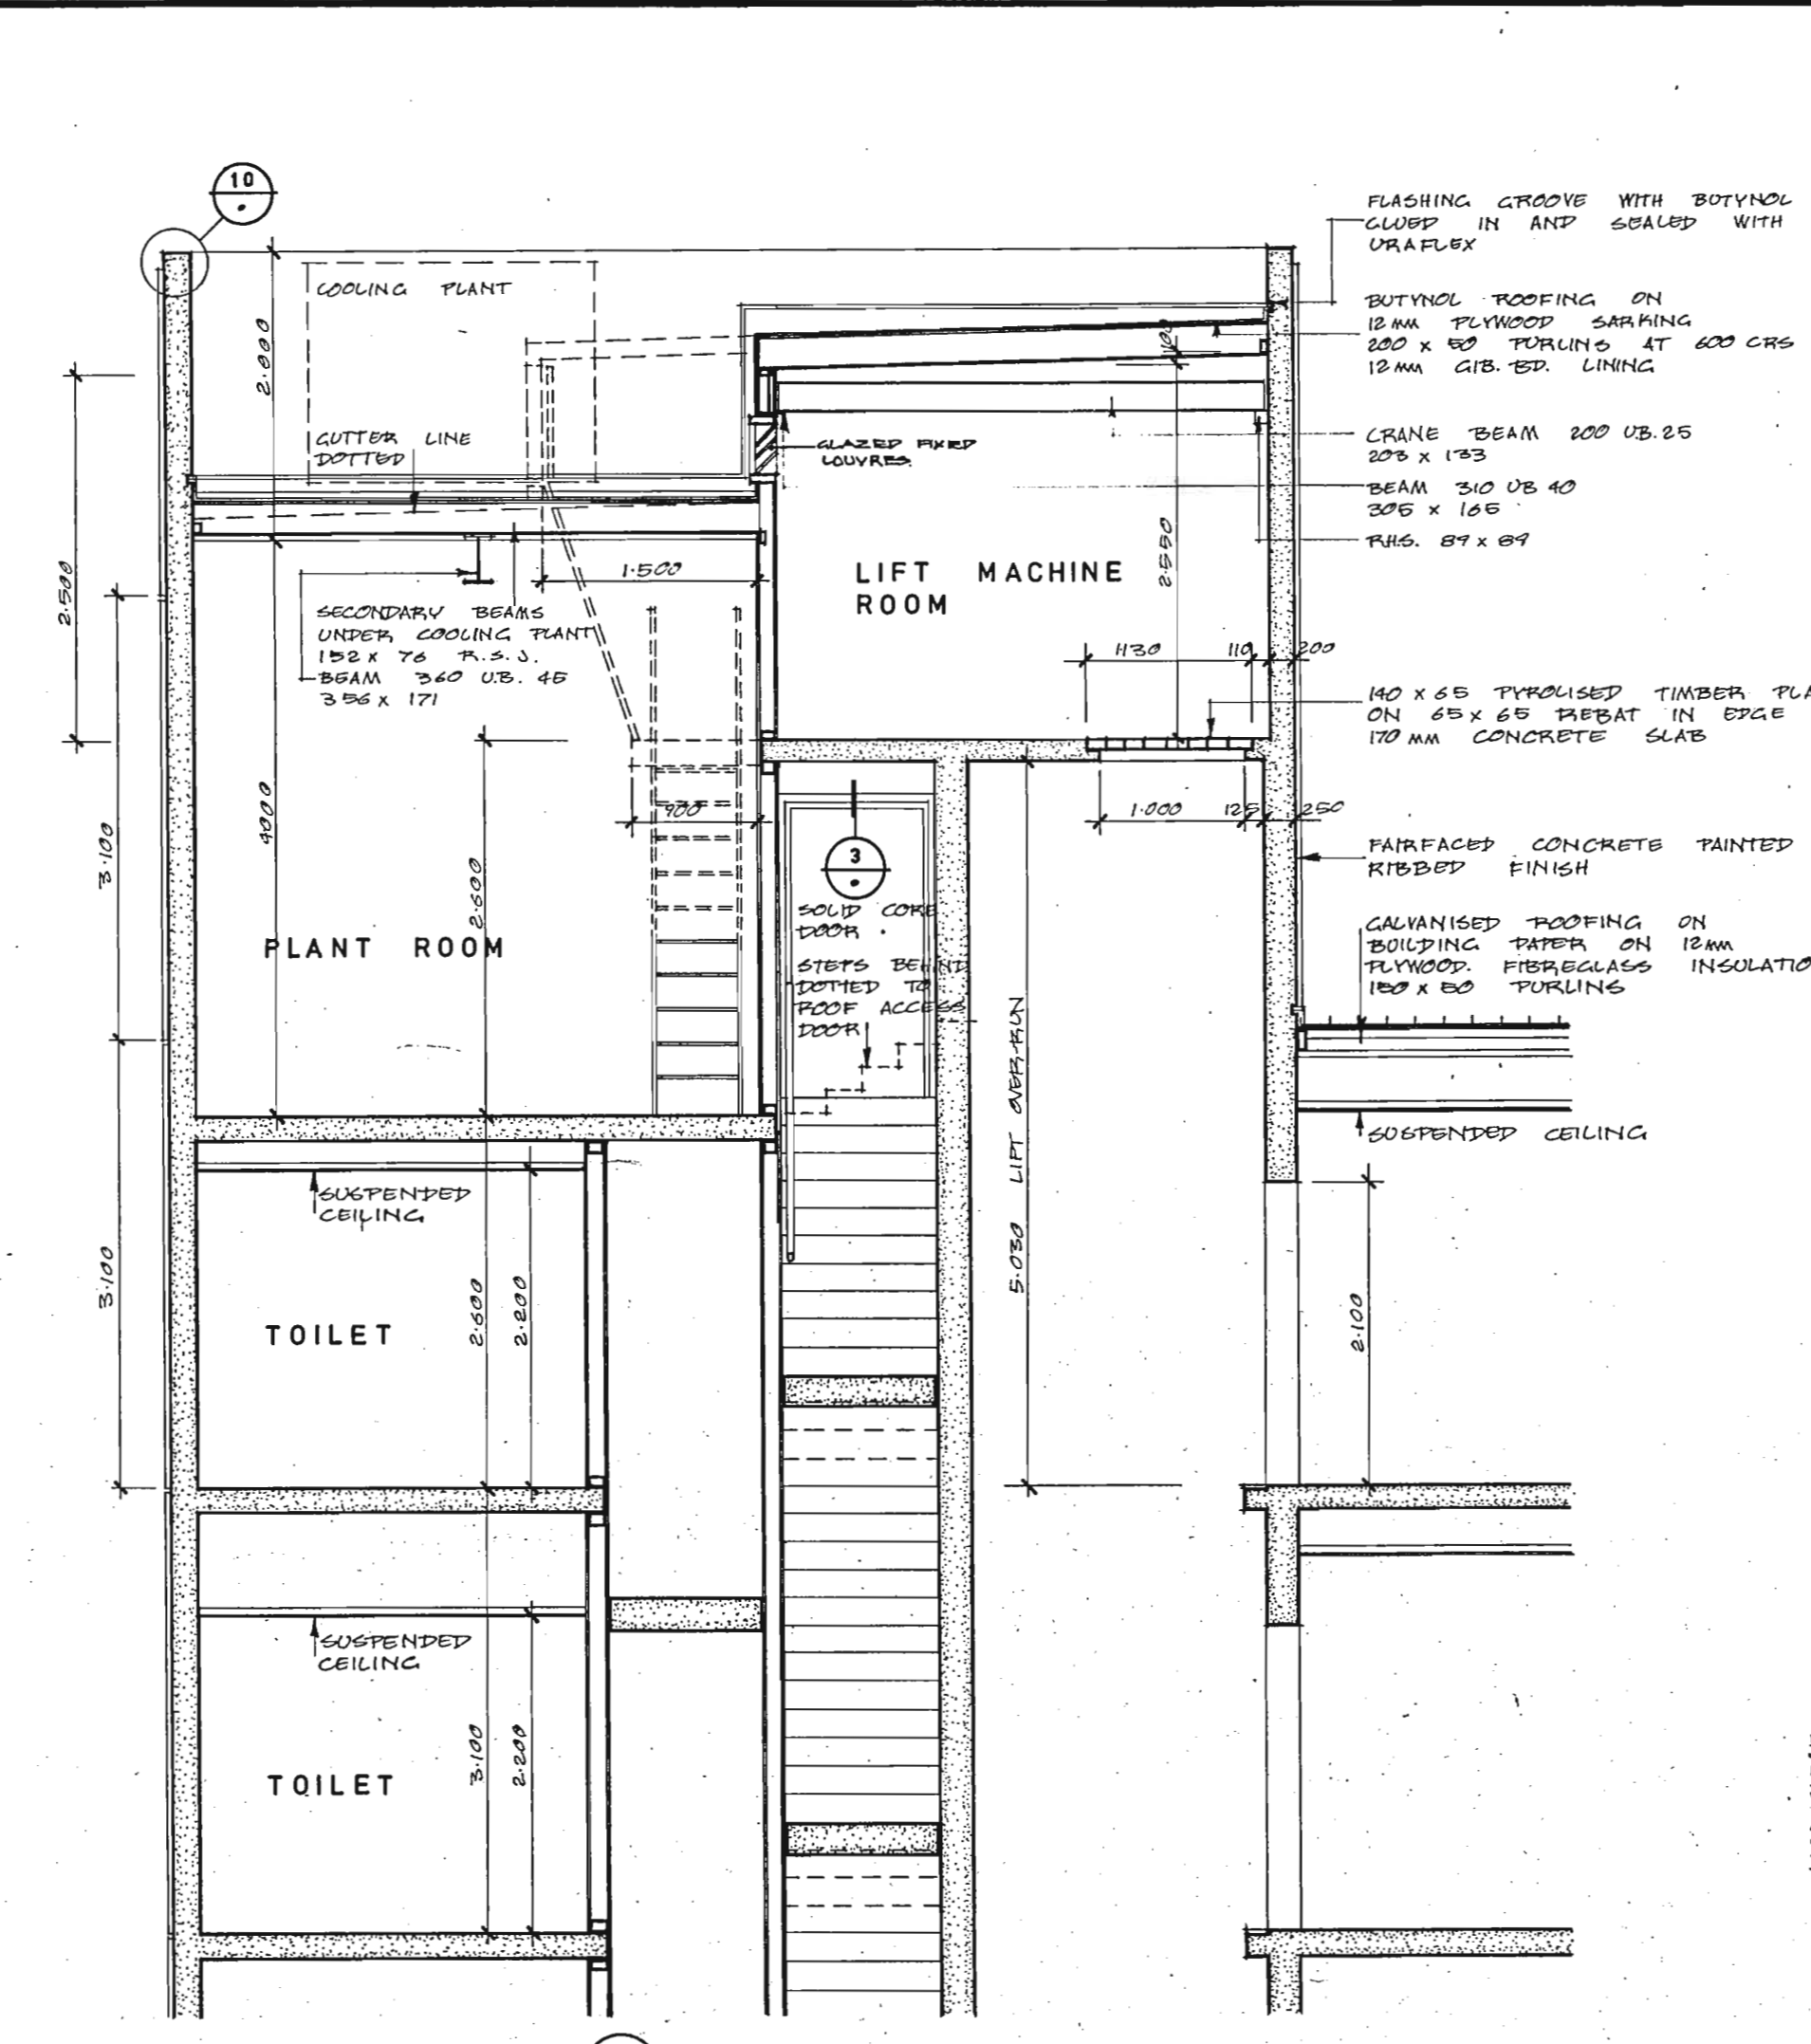 10
FLASHING GROOVE WITH BUTYNOL
GLUED IN AND SEALED WITH
URAFLEX
COOLING PLANT
2.000
BUTYNOL ROOFING ON
12MM PLYWOOD SARKING
200 x 50 PURLINS AT 600 CRS
12MM GIB. BD. LINING
100
GUTTER LINE
DOTTED
GLAZED FIXED
LOUVRES.
CRANE BEAM 200 UB.25
203 x 133
BEAM 310 UB 40
305 x 165
R.H.S. 89 x 89
2.500
1.500
LIFT MACHINE
ROOM
2.550
SECONDARY BEAMS
UNDER COOLING PLANT
152 x 76 R.S.J.
BEAM 360 U.B. 45
356 x 171
1130 110 200
140 x 65 PYROLISED TIMBER
ON 65 x 65 REBAT IN EDGE
170 MM CONCRETE SLAB
4000
3.100
2.600
900
1.000 125 250
3
FAIRFACED CONCRETE PAINTED
RIBBED FINISH
SOLID CORE
DOOR
PLANT ROOM
GALVANISED ROOFING ON
BUILDING PAPER ON 12MM
PLYWOOD. FIBREGLASS INSULATIO
150 x 50 PURLINS
STEPS BEHIND
DOTTED TO
ROOF ACCESS
DOOR
5.030 LIFT OVER-RUN
SUSPENDED CEILING
SUSPENDED
CEILING
3.100
2.600
2.200
2.100
TOILET
SUSPENDED
CEILING
3.100
2.200
TOILET